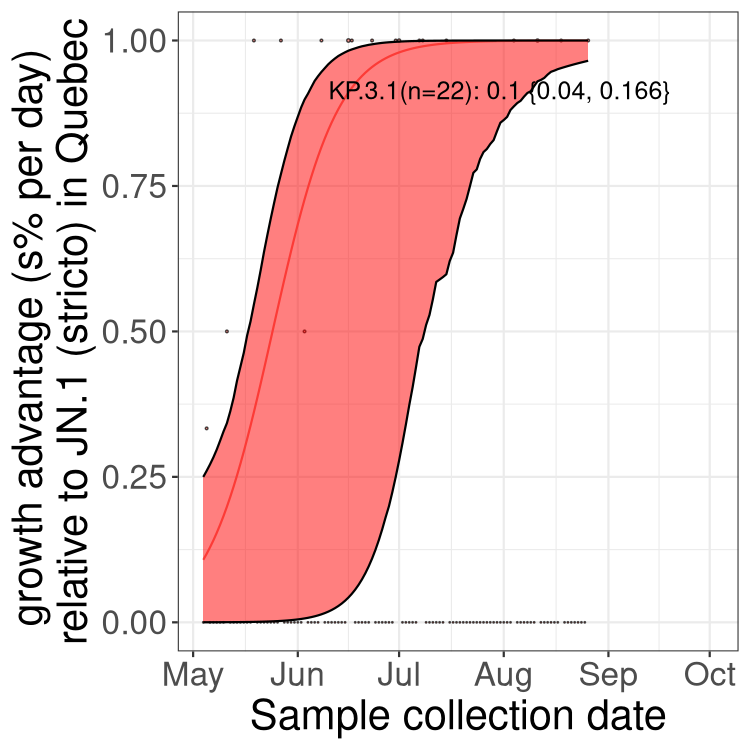 growth advantage (s% per day)
relative to JN.1 (stricto) in Quebec
1.00
0.75
0.50
0.25
0.00
KP.3.1(n=22): 0.1 {0.04, 0.166}
May Jun Jul Aug Sep Oct
Sample collection date